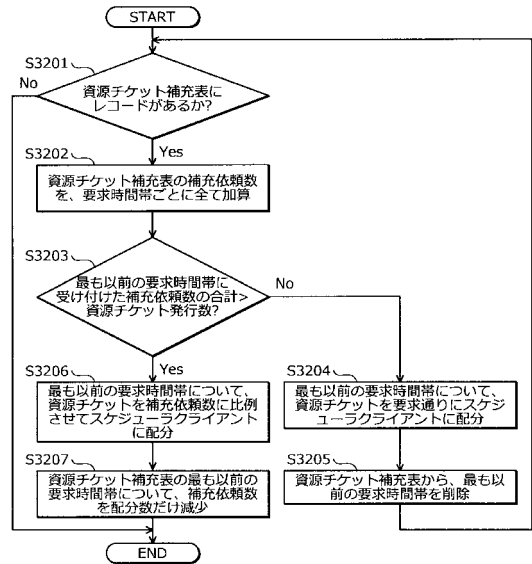 START
S3201
No
資源チケット補充表に
レコードがあるか?
Yes
S3202
資源チケット補充表の補充依頼数
を、要求時間帯ごとに全て加算
S3203
No
最も以前の要求時間帯に
受け付けた補充依頼数の合計>
資源チケット発行数?
Yes
S3206
最も以前の要求時間帯について、
資源チケットを補充依頼数に比例
させてスケジューラクライアント
に配分
S3204
最も以前の要求時間帯について、
資源チケットを要求通りにスケジ
ューラクライアントに配分
S3207
資源チケット補充表の最も以前の
要求時間帯について、補充依頼数
を配分数だけ減少
S3205
資源チケット補充表から、最も以
前の要求時間帯を削除
END